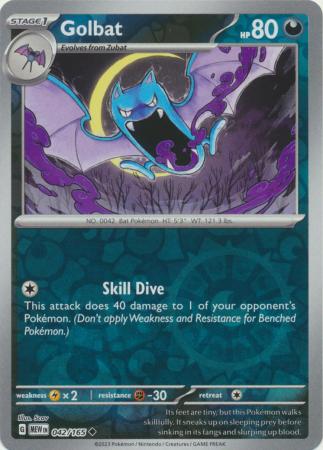 STAGE 1
Golbat
HP 80
Evolves from Zubat
NO. 0042 Bat Pokémon HT: 5'3" WT: 121.3 lbs.
Skill Dive
This attack does 40 damage to 1 of your opponent's
Pokémon. (Don't apply Weakness and Resistance for Benched
Pokémon.)
weakness × 2 resistance -30 retreat
Illus. Scav
G MEW EN 042/165
Its feet are tiny, but this Pokémon walks
skillfully. It sneaks up on sleeping prey before
sinking in its fangs and slurping up blood.
©2023 Pokémon / Nintendo / Creatures / GAME FREAK